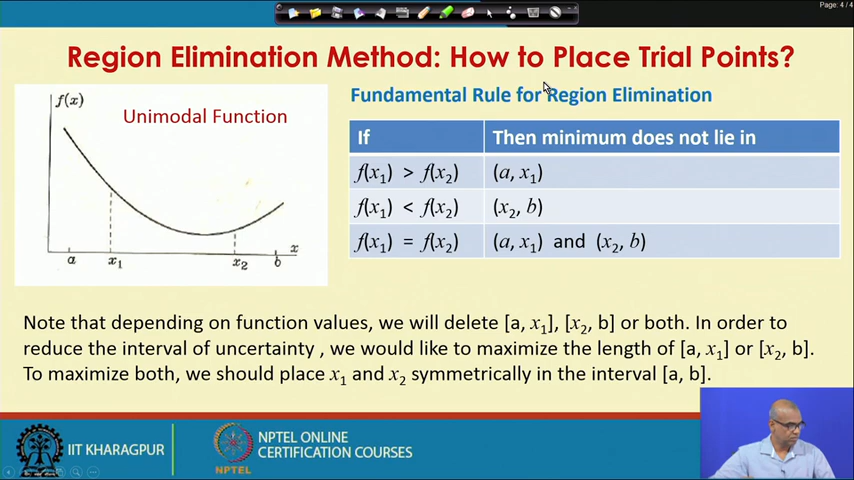 Page: 4 / 4
Region Elimination Method: How to Place Trial Points?
f(x)
Unimodal Function
x
a
x1
x2
b
Fundamental Rule for Region Elimination
If Then minimum does not lie in
f(x1) > f(x2) (a, x1)
f(x1) < f(x2) (x2, b)
f(x1) = f(x2) (a, x1) and (x2, b)
Note that depending on function values, we will delete [a, x1], [x2, b] or both. In order to
reduce the interval of uncertainty , we would like to maximize the length of [a, x1] or [x2, b].
To maximize both, we should place x1 and x2 symmetrically in the interval [a, b].
IIT KHARAGPUR
NPTEL
NPTEL ONLINE
CERTIFICATION COURSES